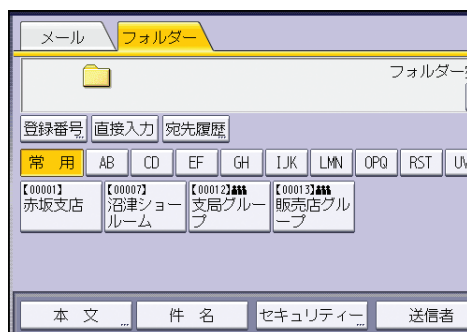 メール フォルダー
フォルダー
登録番号 直接入力 宛先履歴
常 用 AB CD EF GH IJK LMN OPQ RST UV
【00001】 【00007】 【00012】 【00013】
赤坂支店 沼津ショールーム 支局グループ 販売店グループ
本 文 件 名 セキュリティー 送信者